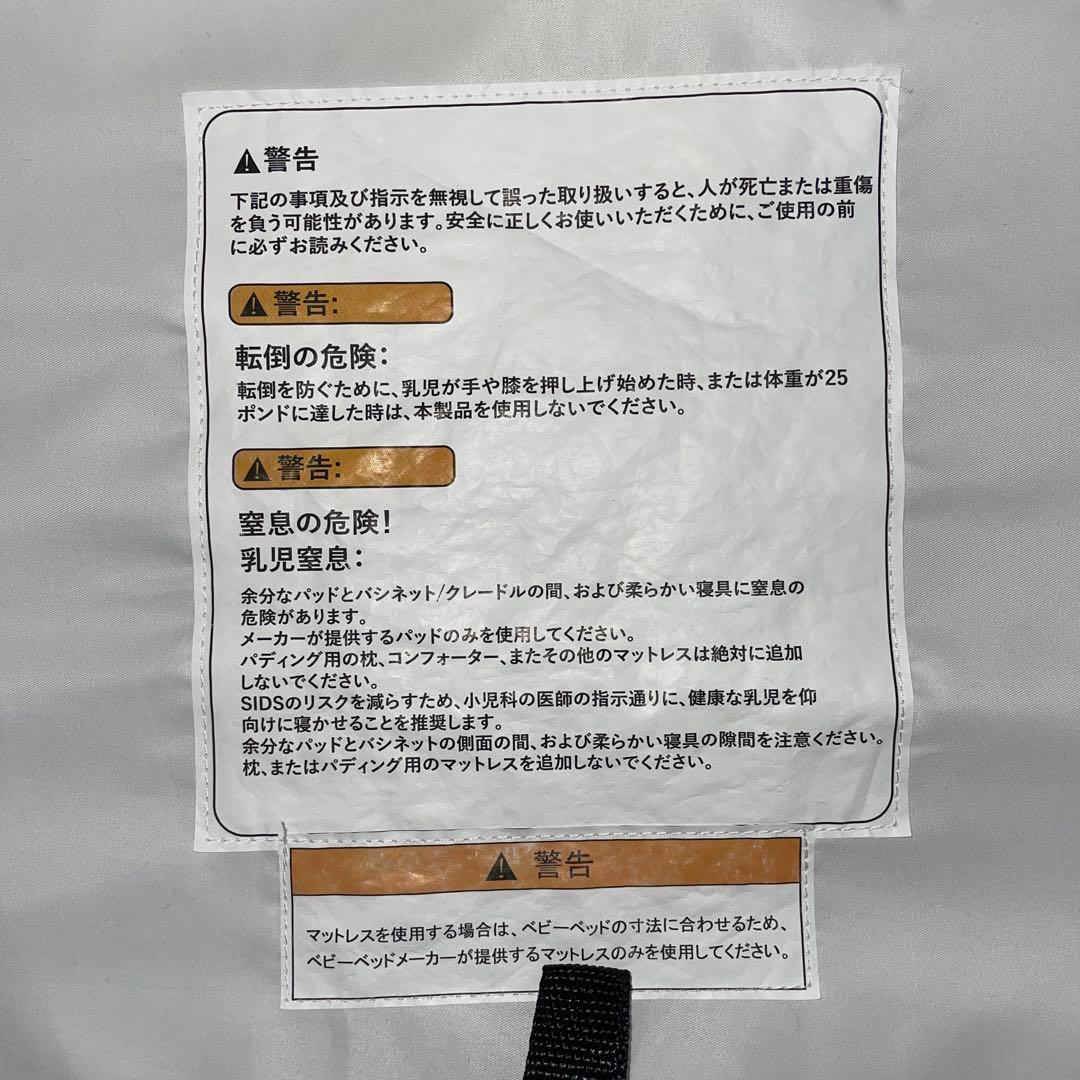 ⚠警告
下記の事項及び指示を無視して誤った取り扱いすると、人が死亡または重傷
を負う可能性があります。安全に正しくお使いいただくために、ご使用の前
に必ずお読みください。
⚠警告:
転倒の危険:
転倒を防ぐために、乳児が手や膝を押し上げ始めた時、または体重が25
ポンドに達した時は、本製品を使用しないでください。
⚠警告:
窒息の危険!
乳児窒息:
余分なパッドとバシネット/クレードルの間、および柔らかい寝具に窒息の
危険があります。
メーカーが提供するパッドのみを使用してください。
パディング用の枕、コンフォーター、またその他のマットレスは絶対に追加
しないでください。
SIDSのリスクを減らすため、小児科の医師の指示通りに、健康な乳児を仰
向けに寝かせることを推奨します。
余分なパッドとバシネットの側面の間、および柔らかい寝具の隙間を注意ください。
枕、またはパディング用のマットレスを追加しないでください。
⚠ 警告
マットレスを使用する場合は、ベビーベッドの寸法に合わせるため、
ベビーベッドメーカーが提供するマットレスのみを使用してください。